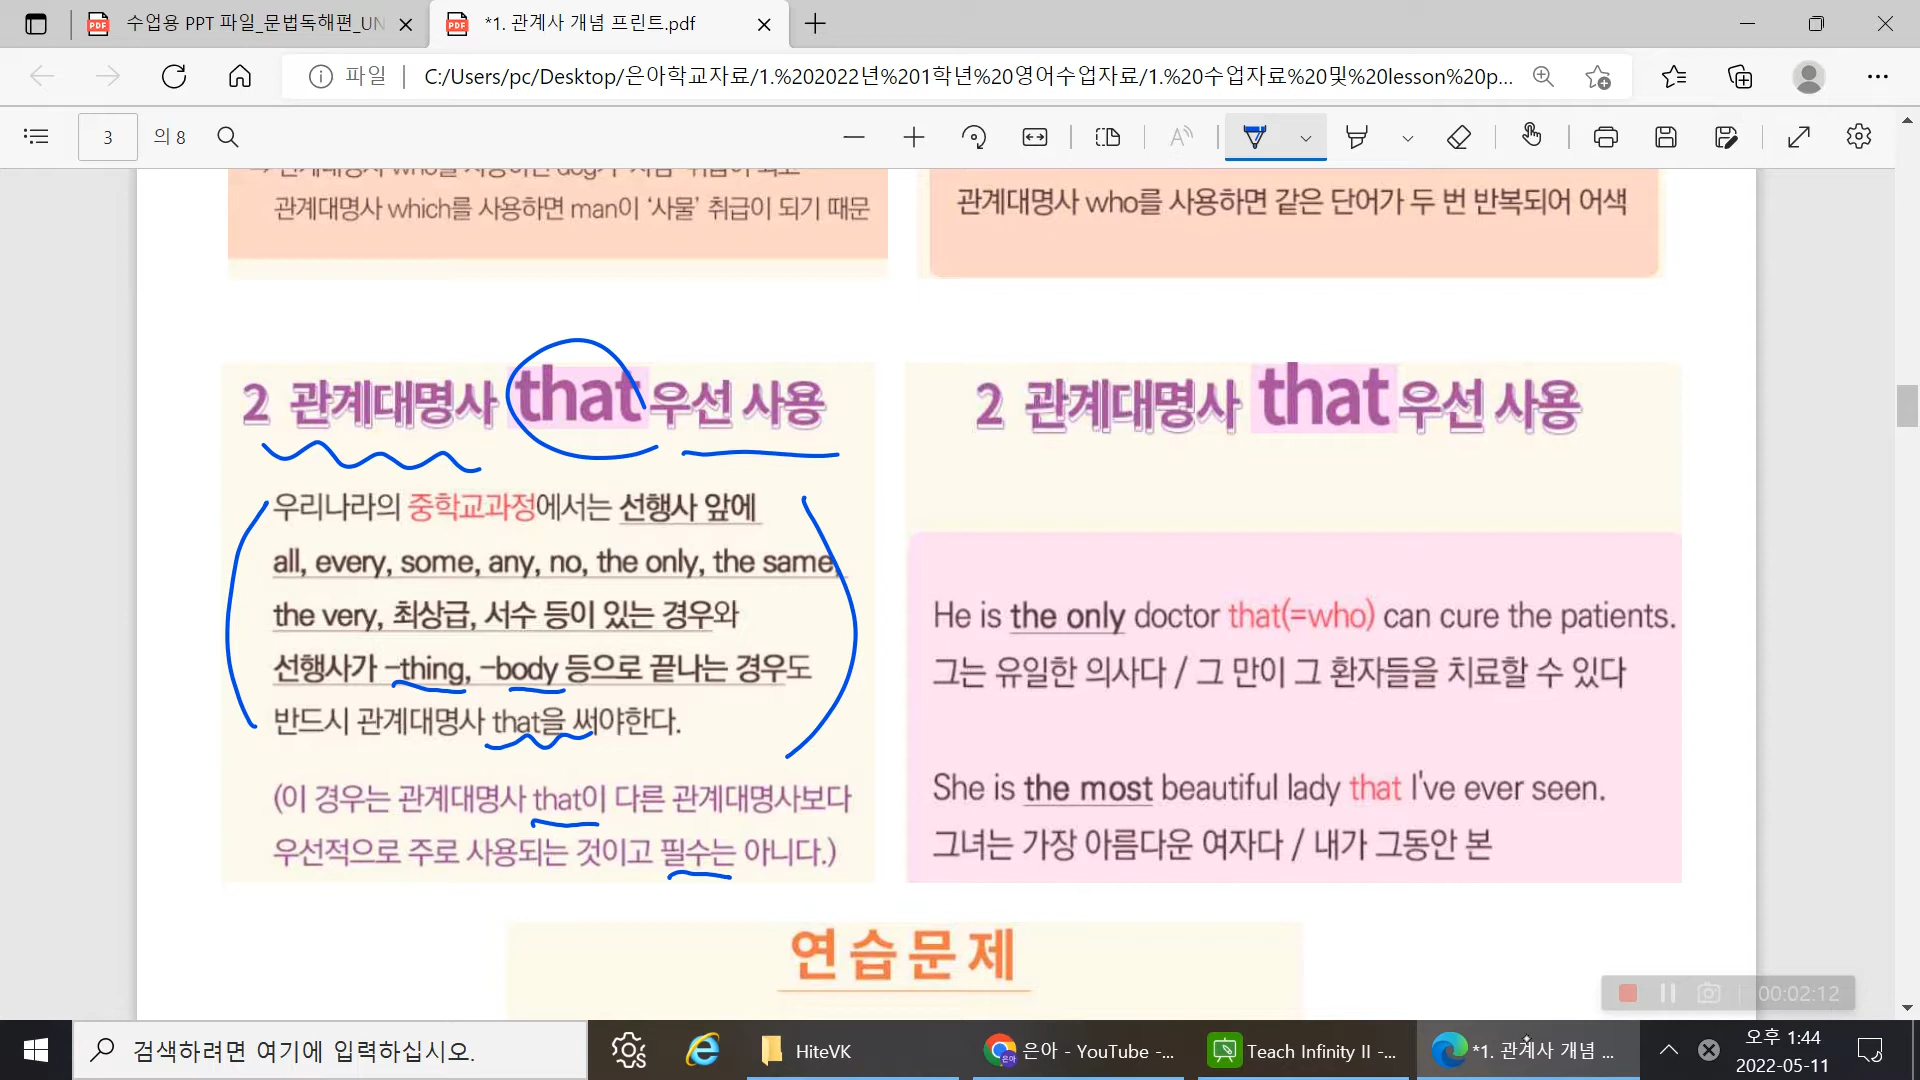 수업용 PPT 파일_문법독해편_UN
*1. 관계사 개념 프린트.pdf
파일
C:/Users/pc/Desktop/은아학교자료/1.%202022년%201학년%20영어수업자료/1.%20수업자료%20및%20lesson%20p...
3 의 8
관계대명사 which를 사용하면 man이 ‘사물’ 취급이 되기 때문
관계대명사 who를 사용하면 같은 단어가 두 번 반복되어 어색
2 관계대명사 that 우선 사용
우리나라의 중학교과정에서는 선행사 앞에
all, every, some, any, no, the only, the same,
the very, 최상급, 서수 등이 있는 경우와
선행사가 -thing, -body 등으로 끝나는 경우도
반드시 관계대명사 that을 써야한다.
(이 경우는 관계대명사 that이 다른 관계대명사보다
우선적으로 주로 사용되는 것이고 필수는 아니다.)
2 관계대명사 that 우선 사용
He is the only doctor that(=who) can cure the patients.
그는 유일한 의사다 / 그 만이 그 환자들을 치료할 수 있다
She is the most beautiful lady that I've ever seen.
그녀는 가장 아름다운 여자다 / 내가 그동안 본
연습문제
00:02:12
검색하려면 여기에 입력하십시오.
HiteVK
은아 - YouTube -...
Teach Infinity II -...
*1. 관계사 개념 ...
오후 1:44
2022-05-11